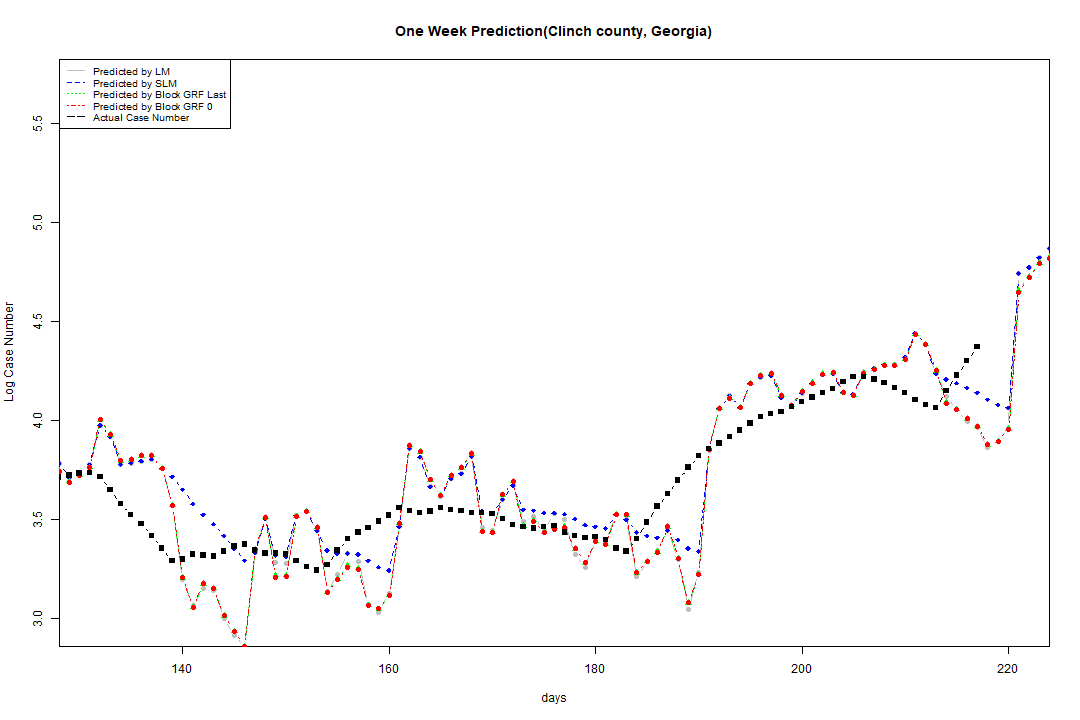 One Week Prediction(Clinch county, Georgia)
Predicted by LM
Predicted by SLM
Predicted by Block GRF Last
Predicted by Block GRF 0
Actual Case Number
Log Case Number
5.5
5.0
4.5
4.0
3.5
3.0
140 160 180 200 220
days